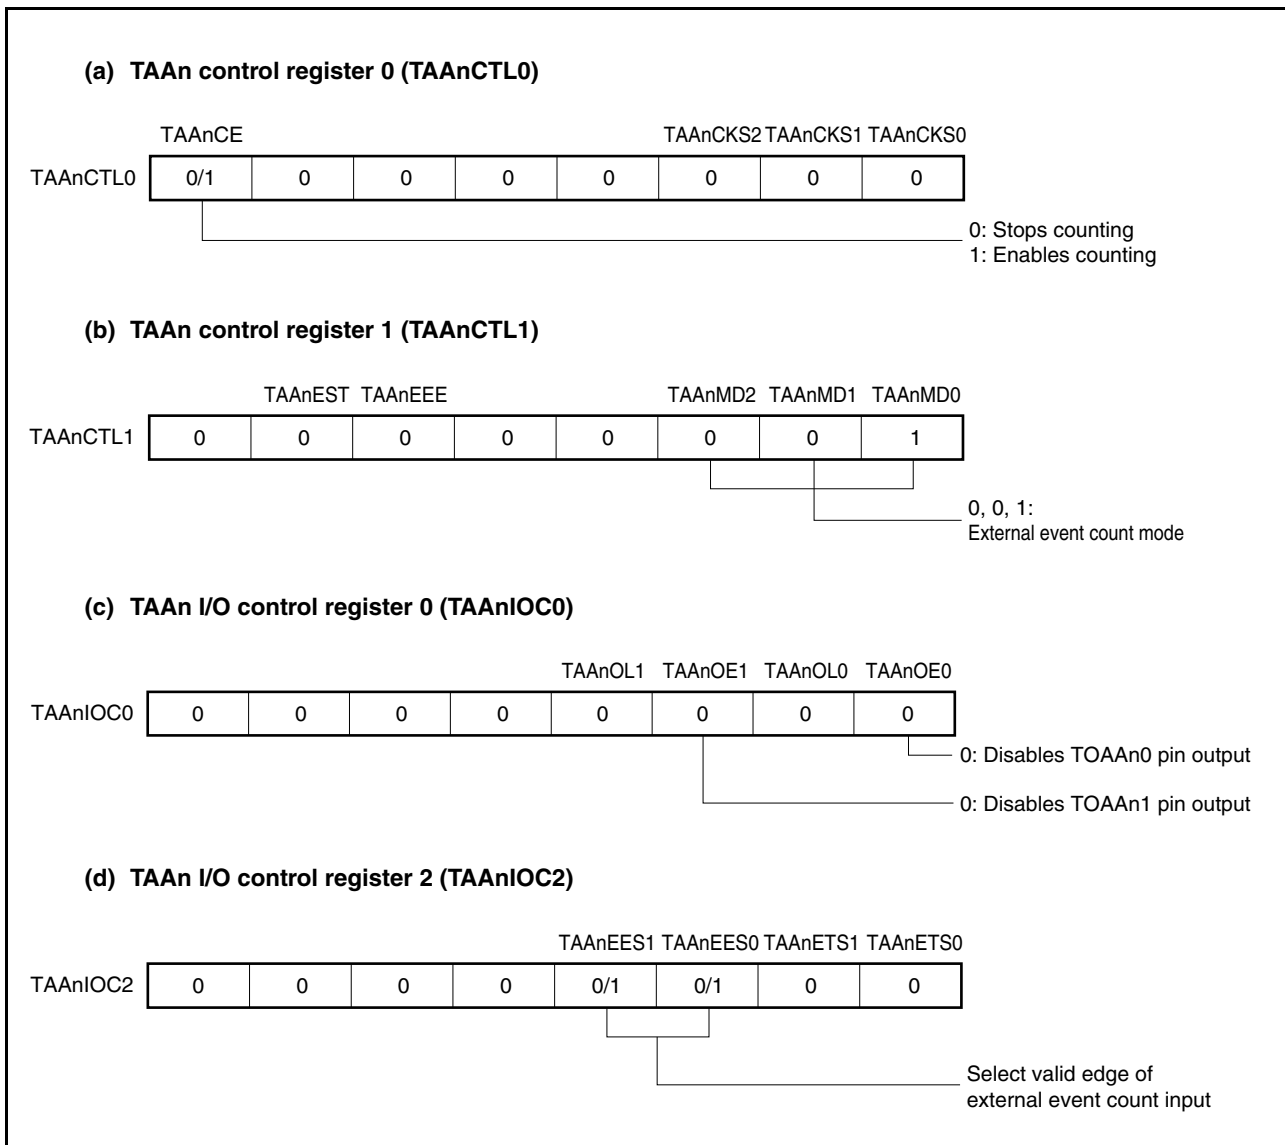 (a) TAAn control register 0 (TAAnCTL0)
TAAnCE TAAnCKS2 TAAnCKS1 TAAnCKS0
TAAnCTL0 0/1 0 0 0 0 0 0 0
0: Stops counting
1: Enables counting
(b) TAAn control register 1 (TAAnCTL1)
TAAnEST TAAnEEE TAAnMD2 TAAnMD1 TAAnMD0
TAAnCTL1 0 0 0 0 0 0 0 1
0, 0, 1:
External event count mode
(c) TAAn I/O control register 0 (TAAnIOC0)
TAAnOL1 TAAnOE1 TAAnOL0 TAAnOE0
TAAnIOC0 0 0 0 0 0 0 0 0
0: Disables TOAAn0 pin output
0: Disables TOAAn1 pin output
(d) TAAn I/O control register 2 (TAAnIOC2)
TAAnEES1 TAAnEES0 TAAnETS1 TAAnETS0
TAAnIOC2 0 0 0 0 0/1 0/1 0 0
Select valid edge of
external event count input